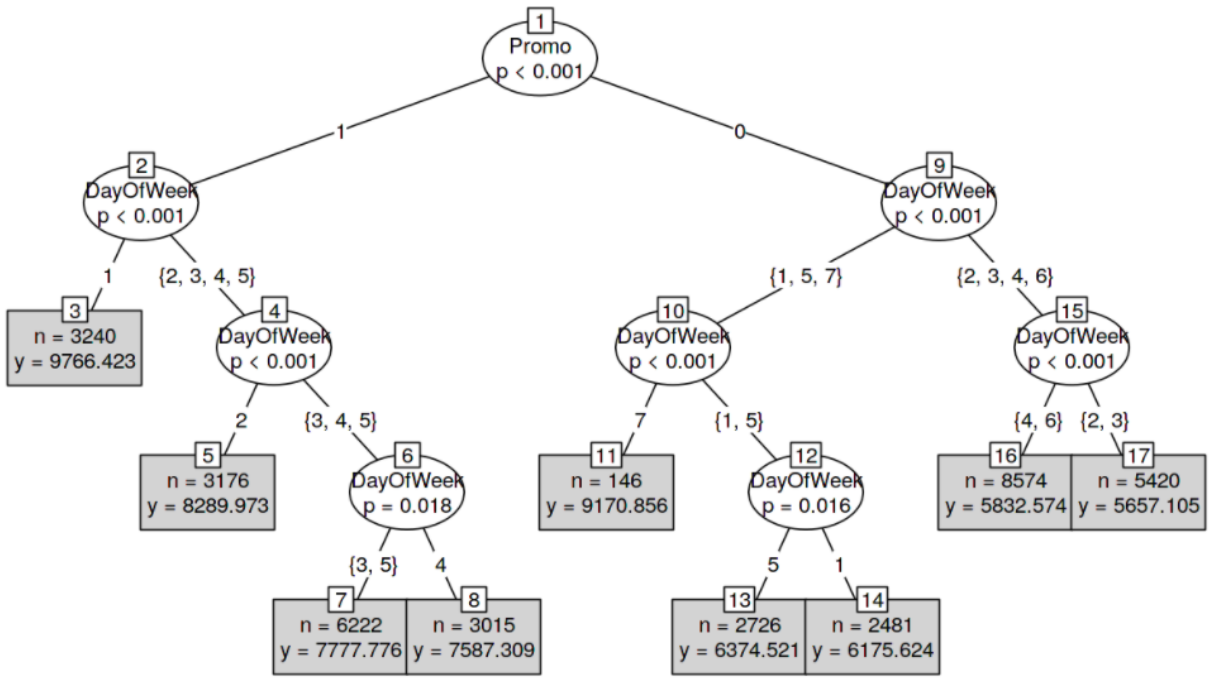 1
Promo
p < 0.001
1
0
2
DayOfWeek
p < 0.001
9
DayOfWeek
p < 0.001
1
{2, 3, 4, 5}
{1, 5, 7}
{2, 3, 4, 6}
3
n = 3240
y = 9766.423
4
DayOfWeek
p < 0.001
10
DayOfWeek
p < 0.001
15
DayOfWeek
p < 0.001
2
{3, 4, 5}
7
{1, 5}
{4, 6}
{2, 3}
5
n = 3176
y = 8289.973
6
DayOfWeek
p = 0.018
11
n = 146
y = 9170.856
12
DayOfWeek
p = 0.016
16
n = 8574
y = 5832.574
17
n = 5420
y = 5657.105
{3, 5}
4
5
1
7
n = 6222
y = 7777.776
8
n = 3015
y = 7587.309
13
n = 2726
y = 6374.521
14
n = 2481
y = 6175.624